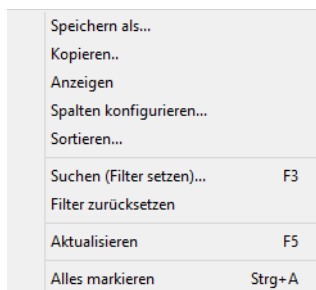 Speichern als...
Kopieren..
Anzeigen
Spalten konfigurieren...
Sortieren...
Suchen (Filter setzen)... F3
Filter zurücksetzen
Aktualisieren F5
Alles markieren Strg+A